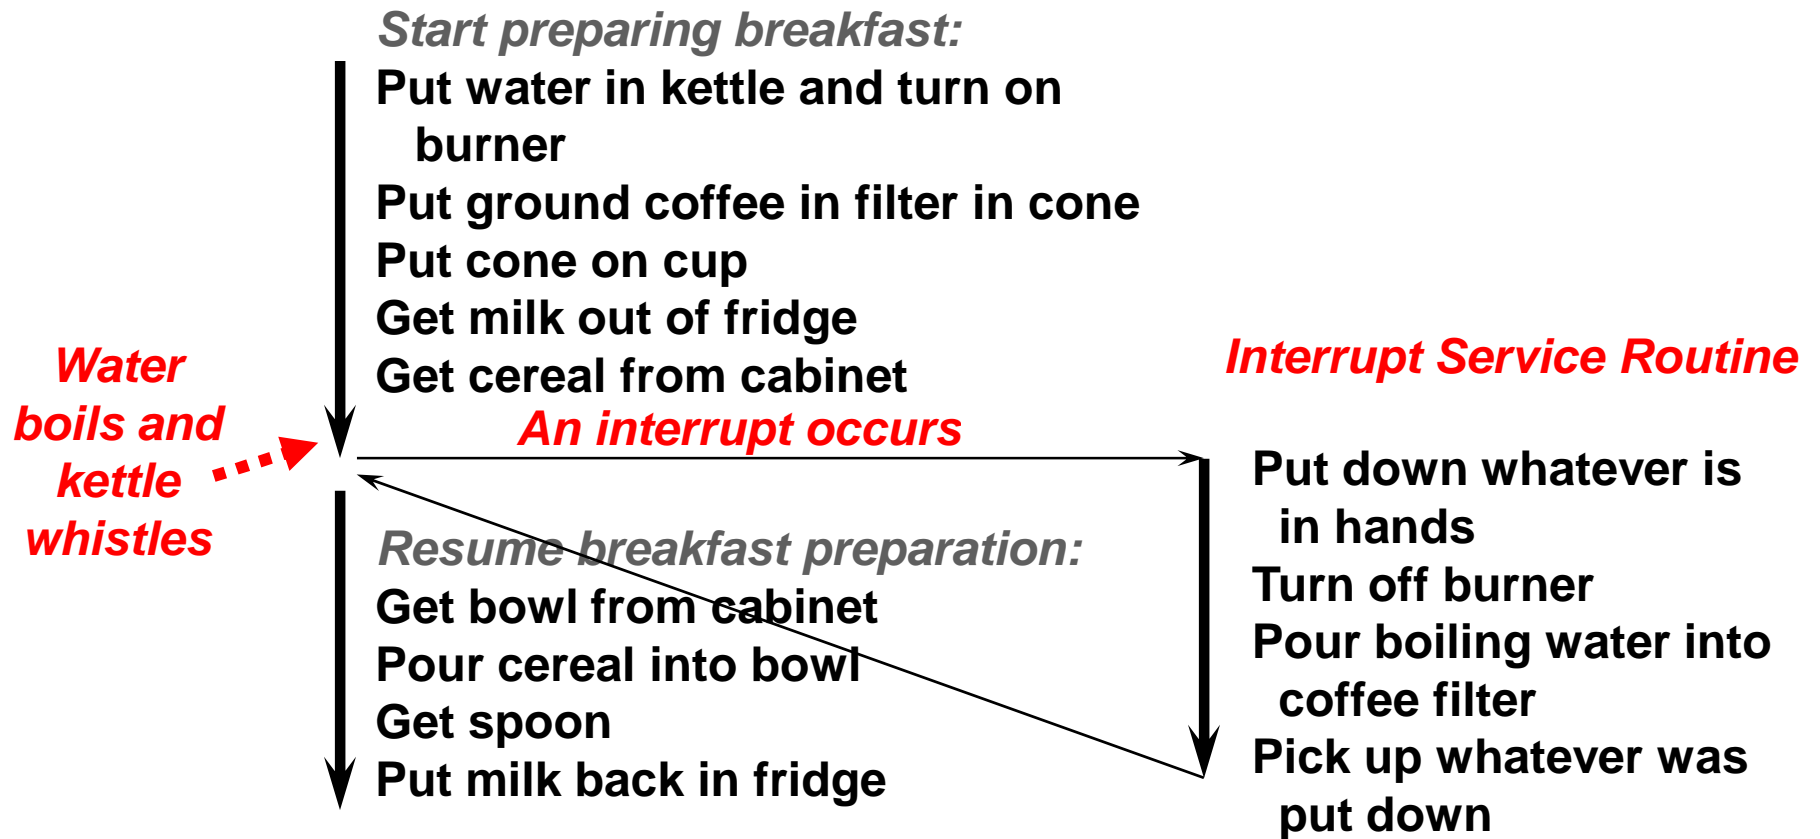 Start preparing breakfast:
Put water in kettle and turn on
burner
Put ground coffee in filter in cone
Put cone on cup
Get milk out of fridge
Get cereal from cabinet
Water
boils and
kettle
whistles
An interrupt occurs
Interrupt Service Routine
Put down whatever is
in hands
Turn off burner
Pour boiling water into
coffee filter
Pick up whatever was
put down
Resume breakfast preparation:
Get bowl from cabinet
Pour cereal into bowl
Get spoon
Put milk back in fridge